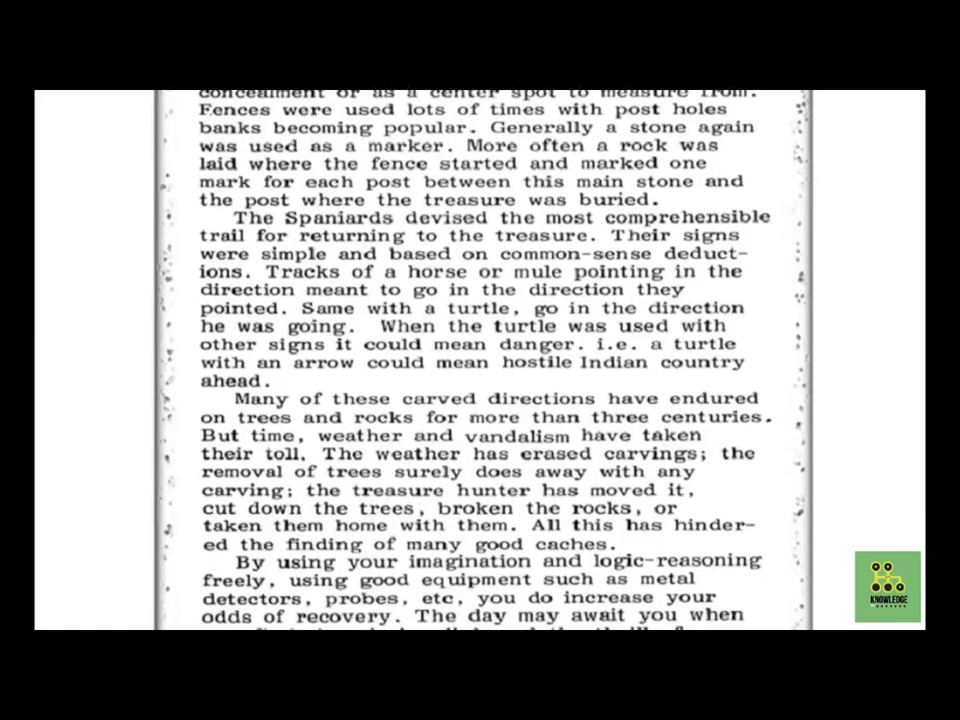 concealment or as a center spot to measure from.
Fences were used lots of times with post holes
banks becoming popular. Generally a stone again
was used as a marker. More often a rock was
laid where the fence started and marked one
mark for each post between this main stone and
the post where the treasure was buried.
The Spaniards devised the most comprehensible
trail for returning to the treasure. Their signs
were simple and based on common-sense deduct-
ions. Tracks of a horse or mule pointing in the
direction meant to go in the direction they
pointed. Same with a turtle, go in the direction
he was going. When the turtle was used with
other signs it could mean danger. i.e. a turtle
with an arrow could mean hostile Indian country
ahead.
Many of these carved directions have endured
on trees and rocks for more than three centuries.
But time, weather and vandalism have taken
their toll. The weather has erased carvings; the
removal of trees surely does away with any
carving; the treasure hunter has moved it,
cut down the trees, broken the rocks, or
taken them home with them. All this has hinder-
ed the finding of many good caches.
By using your imagination and logic-reasoning
freely, using good equipment such as metal
detectors, probes, etc, you do increase your
odds of recovery. The day may await you when
KNOWLEDGE